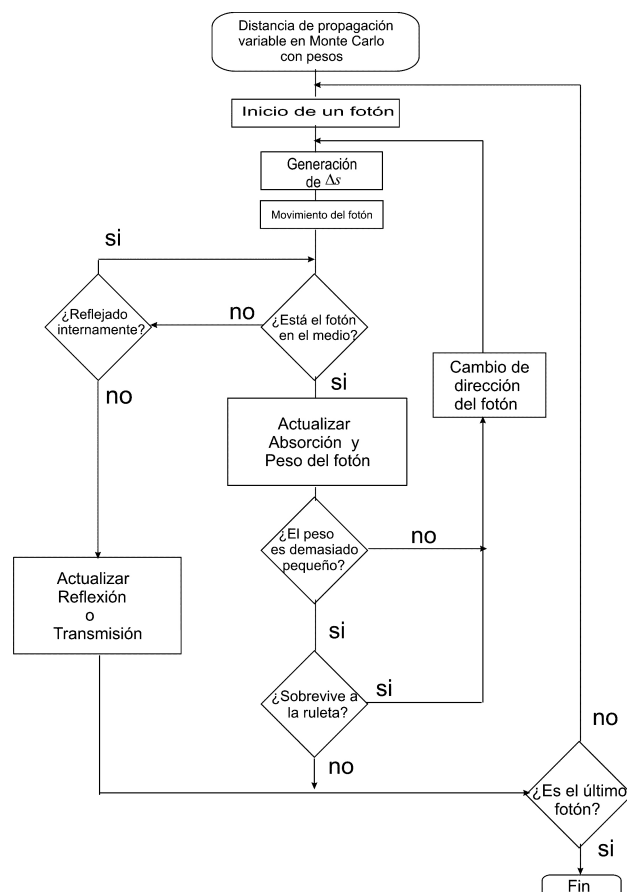 Distancia de propagación
variable en Monte Carlo
con pesos
Inicio de un fotón
Generación
de Δs
Movimiento del fotón
si
¿Reflejado
internamente?
no
¿Está el fotón
en el medio?
no
si
Cambio de
dirección
del fotón
Actualizar
Absorción y
Peso del fotón
¿El peso
es demasiado
pequeño?
no
Actualizar
Reflexión
o
Transmisión
si
¿Sobrevive a
la ruleta?
si
no
no
¿Es el último
fotón?
si
Fin